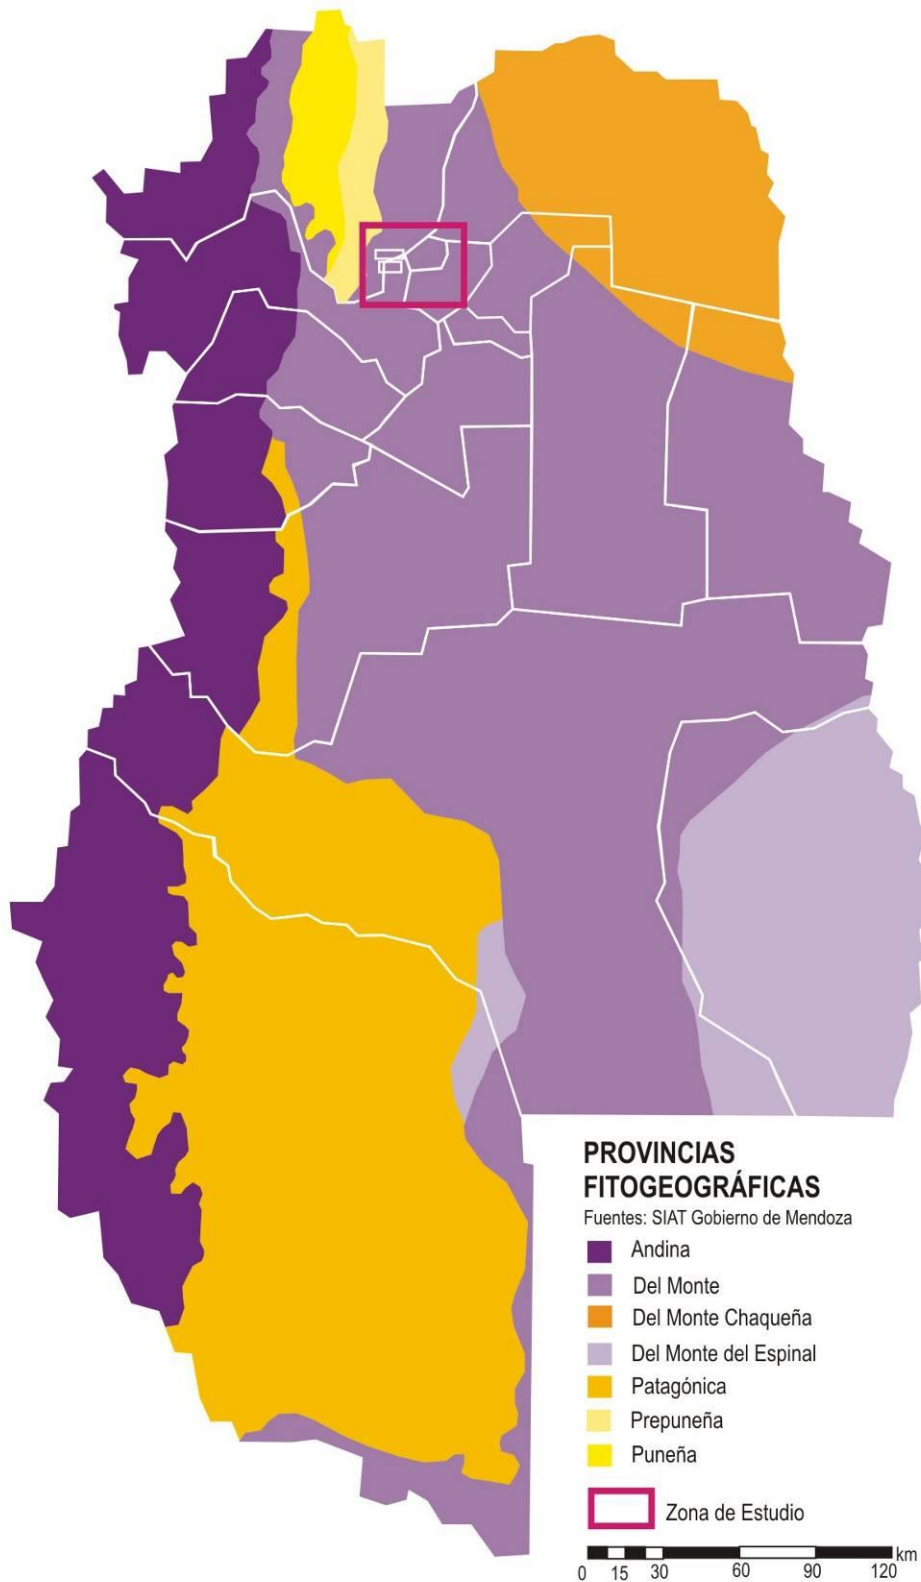 PROVINCIAS
FITOGEOGRÁFICAS
Fuentes: SIAT Gobierno de Mendoza
Andina
Del Monte
Del Monte Chaqueña
Del Monte del Espinal
Patagónica
Prepuneña
Puneña
Zona de Estudio
km
0 15 30 60 90 120